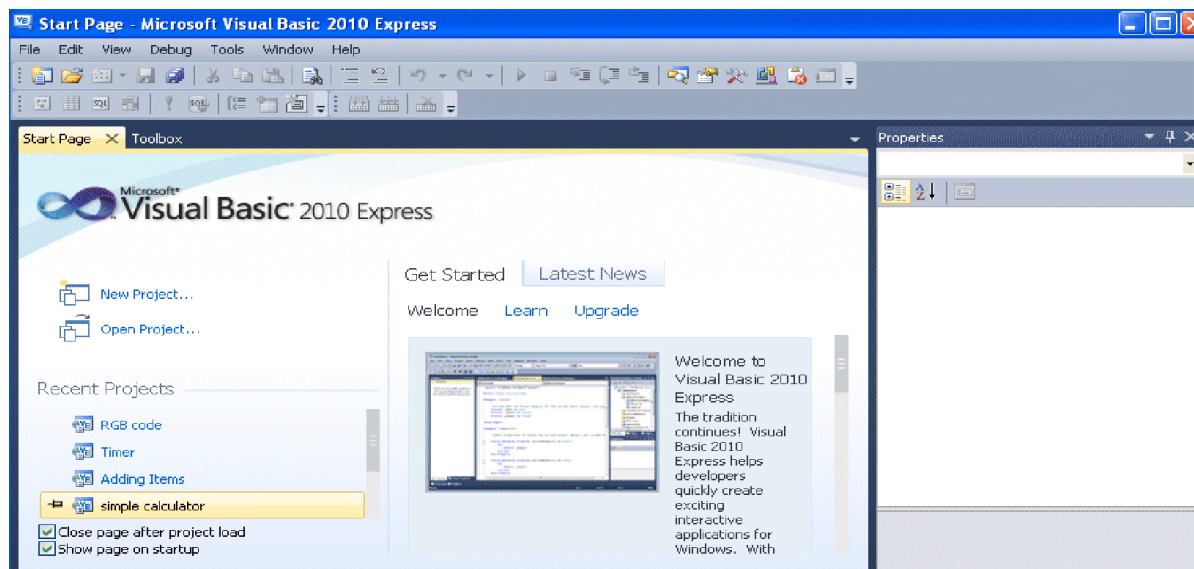 Start Page - Microsoft Visual Basic 2010 Express
File Edit View Debug Tools Window Help
Start Page Toolbox
Properties
Microsoft®
Visual Basic® 2010 Express
Get Started Latest News
New Project...
Welcome Learn Upgrade
Open Project...
Recent Projects
RGB code
Timer
Adding Items
simple calculator
Close page after project load
Show page on startup
Welcome to
Visual Basic 2010
Express
The tradition
continues! Visual
Basic 2010
Express helps
developers
quickly create
exciting
interactive
applications for
Windows. With